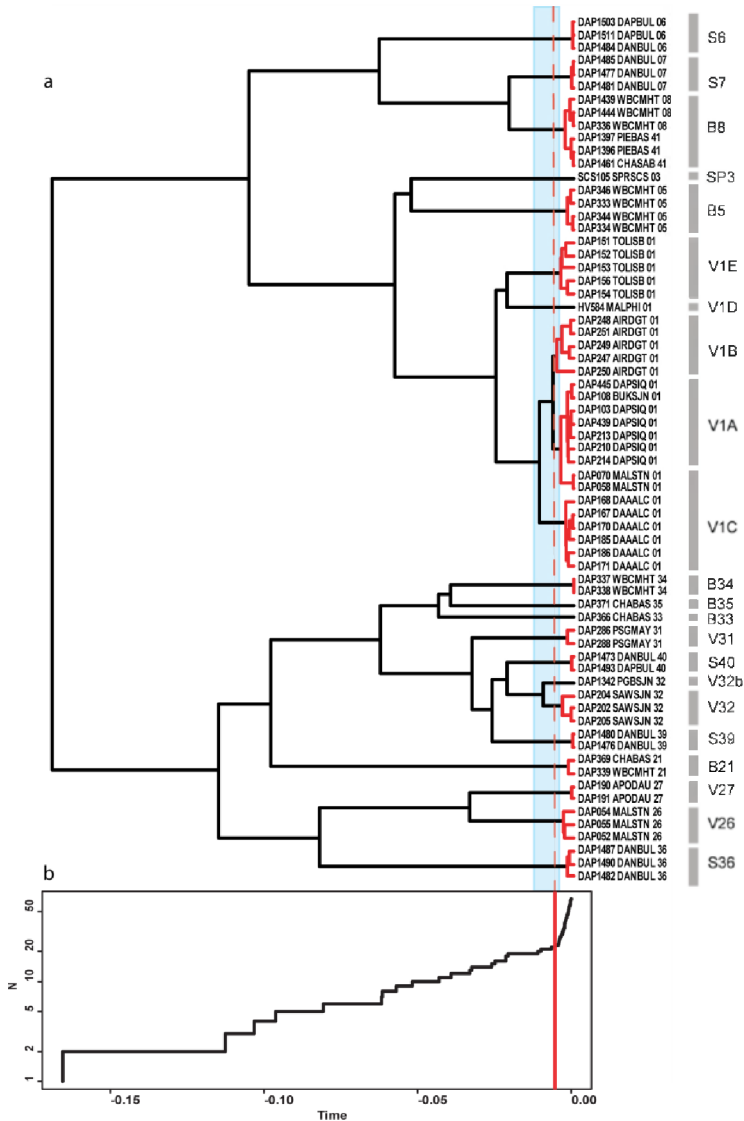 a
DAP1503 DAPBUL 06
DAP1511 DAPBUL 06
DAP1484 DANBUL 06
S6
DAP1485 DANBUL 07
DAP1477 DANBUL 07
DAP1481 DANBUL 07
S7
DAP1439 WBCMHT 08
DAP1444 WBCMHT 08
DAP336 WBCMHT 08
DAP1397 PIEBAS 41
DAP1396 PIEBAS 41
DAP1461 CHASAB 41
B8
SCS105 SPRSCS 03
SP3
DAP346 WBCMHT 05
DAP333 WBCMHT 05
DAP344 WBCMHT 05
DAP334 WBCMHT 05
B5
DAP151 TOLISB 01
DAP152 TOLISB 01
DAP153 TOLISB 01
DAP156 TOLISB 01
DAP154 TOLISB 01
V1E
HV584 MALPHI 01
V1D
DAP248 AIRDGT 01
DAP251 AIRDGT 01
DAP249 AIRDGT 01
DAP247 AIRDGT 01
DAP250 AIRDGT 01
V1B
DAP445 DAPSIQ 01
DAP108 BUKSJN 01
DAP103 DAPSIQ 01
DAP439 DAPSIQ 01
DAP213 DAPSIQ 01
DAP210 DAPSIQ 01
DAP214 DAPSIQ 01
V1A
DAP070 MALSTN 01
DAP058 MALSTN 01
DAP168 DAAALC 01
DAP167 DAAALC 01
DAP170 DAAALC 01
DAP185 DAAALC 01
DAP186 DAAALC 01
DAP171 DAAALC 01
V1C
DAP337 WBCMHT 34
DAP338 WBCMHT 34
B34
DAP371 CHABAS 35
B35
DAP366 CHABAS 33
B33
DAP286 PSGMAY 31
DAP288 PSGMAY 31
V31
DAP1473 DANBUL 40
DAP1493 DAPBUL 40
S40
DAP1342 PGBSJN 32
V32b
DAP204 SAWSJN 32
DAP202 SAWSJN 32
DAP205 SAWSJN 32
V32
DAP1480 DANBUL 39
DAP1476 DANBUL 39
S39
DAP369 CHABAS 21
DAP339 WBCMHT 21
B21
DAP190 APODAU 27
DAP191 APODAU 27
V27
DAP054 MALSTN 26
DAP055 MALSTN 26
DAP052 MALSTN 26
V26
DAP1487 DANBUL 36
DAP1490 DANBUL 36
DAP1482 DANBUL 36
S36
b
50
20
10
5
2
1
N
-0.15 -0.10 -0.05 0.00
Time